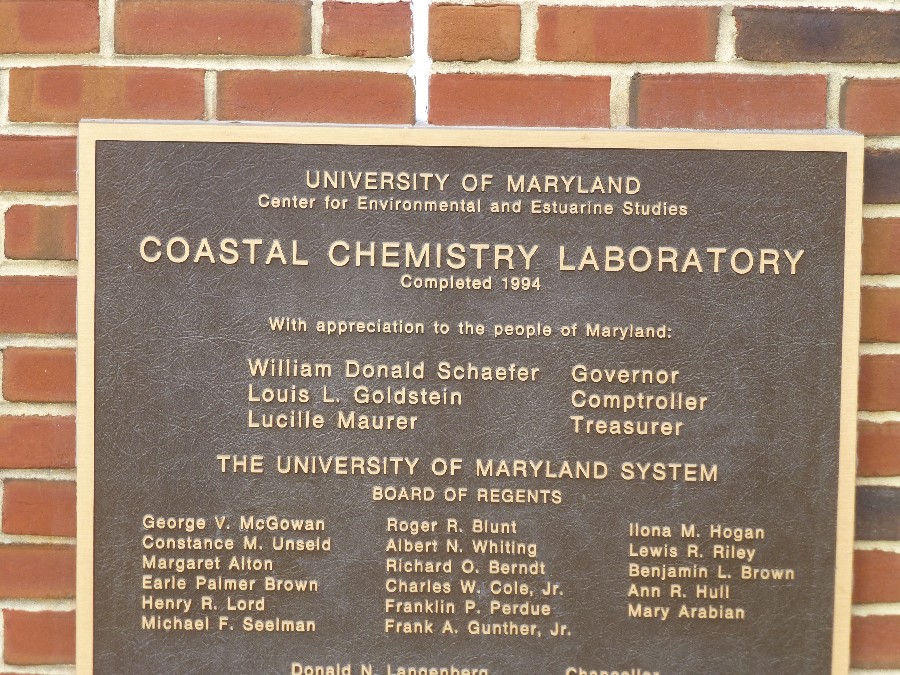 UNIVERSITY OF MARYLAND
Center for Environmental and Estuarine Studies
COASTAL CHEMISTRY LABORATORY
Completed 1994
With appreciation to the people of Maryland:
William Donald Schaefer Governor
Louis L. Goldstein Comptroller
Lucille Maurer Treasurer
THE UNIVERSITY OF MARYLAND SYSTEM
BOARD OF REGENTS
George V. McGowan Roger R. Blunt Ilona M. Hogan
Constance M. Unseld Albert N. Whiting Lewis R. Riley
Margaret Alton Richard O. Berndt Benjamin L. Brown
Earle Palmer Brown Charles W. Cole, Jr. Ann R. Hull
Henry R. Lord Franklin P. Perdue Mary Arabian
Michael F. Seelman Frank A. Gunther, Jr.
Donald N. Langenberg Chancellor